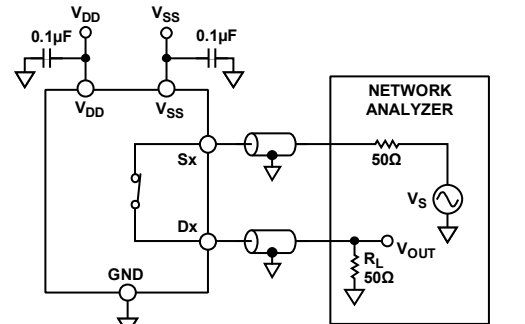 VDD
VSS
0.1µF
0.1µF
VDD
VSS
NETWORK
ANALYZER
Sx
50Ω
VS
Dx
VOUT
RL
50Ω
GND